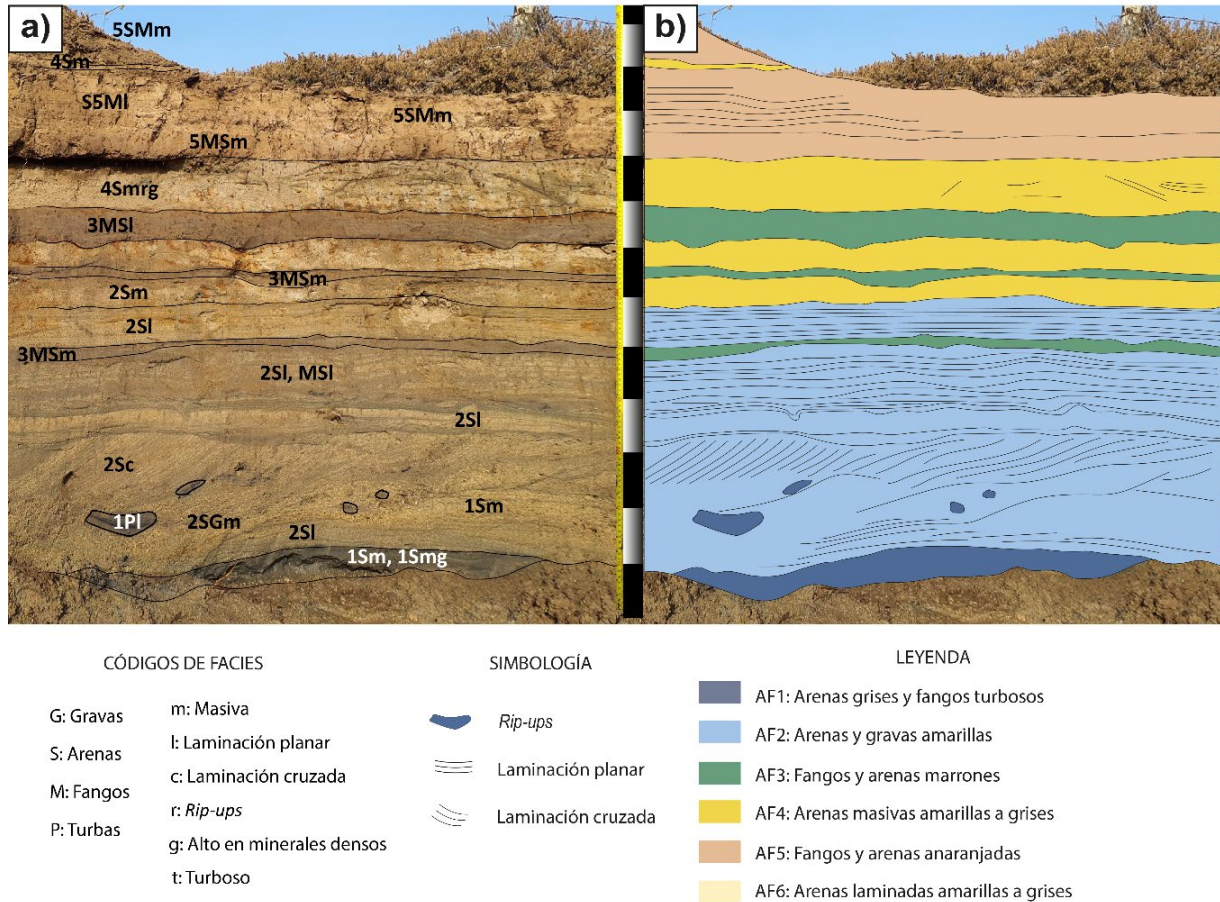 a)
5SMm
4Sm
S5Ml
5SMm
5MSm
4Smrg
3MSl
3MSm
2Sm
2Sl
3MSm
2Sl, MSl
2Sl
2Sc
1Sm
1Pl
2SGm
2Sl
1Sm, 1Smg
b)
CÓDIGOS DE FACIES
G: Gravas
S: Arenas
M: Fangos
P: Turbas
m: Masiva
l: Laminación planar
c: Laminación cruzada
r: Rip-ups
g: Alto en minerales densos
t: Turboso
SIMBOLOGÍA
Rip-ups
Laminación planar
Laminación cruzada
LEYENDA
AF1: Arenas grises y fangos turbosos
AF2: Arenas y gravas amarillas
AF3: Fangos y arenas marrones
AF4: Arenas masivas amarillas a grises
AF5: Fangos y arenas anaranjadas
AF6: Arenas laminadas amarillas a grises